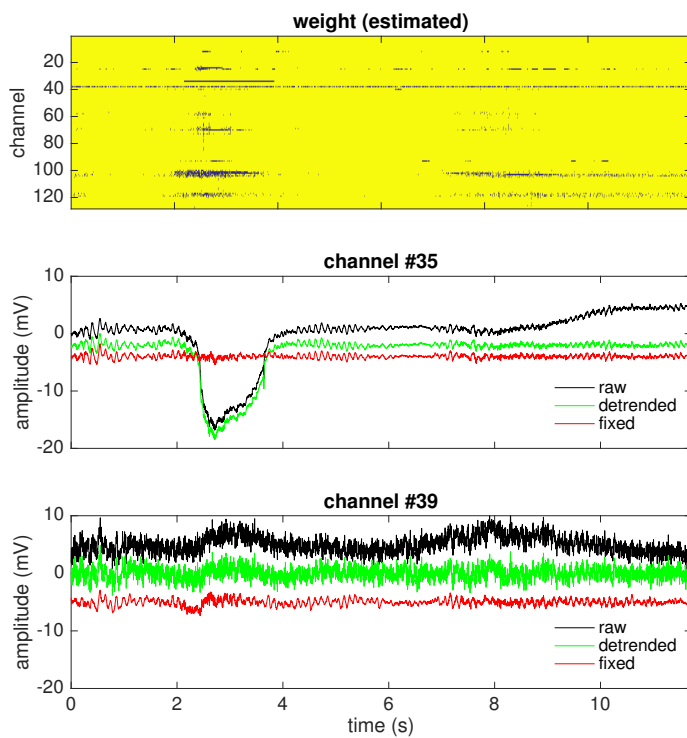 weight (estimated)
20
40
60
80
100
120
channel
channel #35
10
0
-10
-20
amplitude (mV)
raw
detrended
fixed
channel #39
10
0
-10
-20
amplitude (mV)
raw
detrended
fixed
0 2 4 6 8 10
time (s)